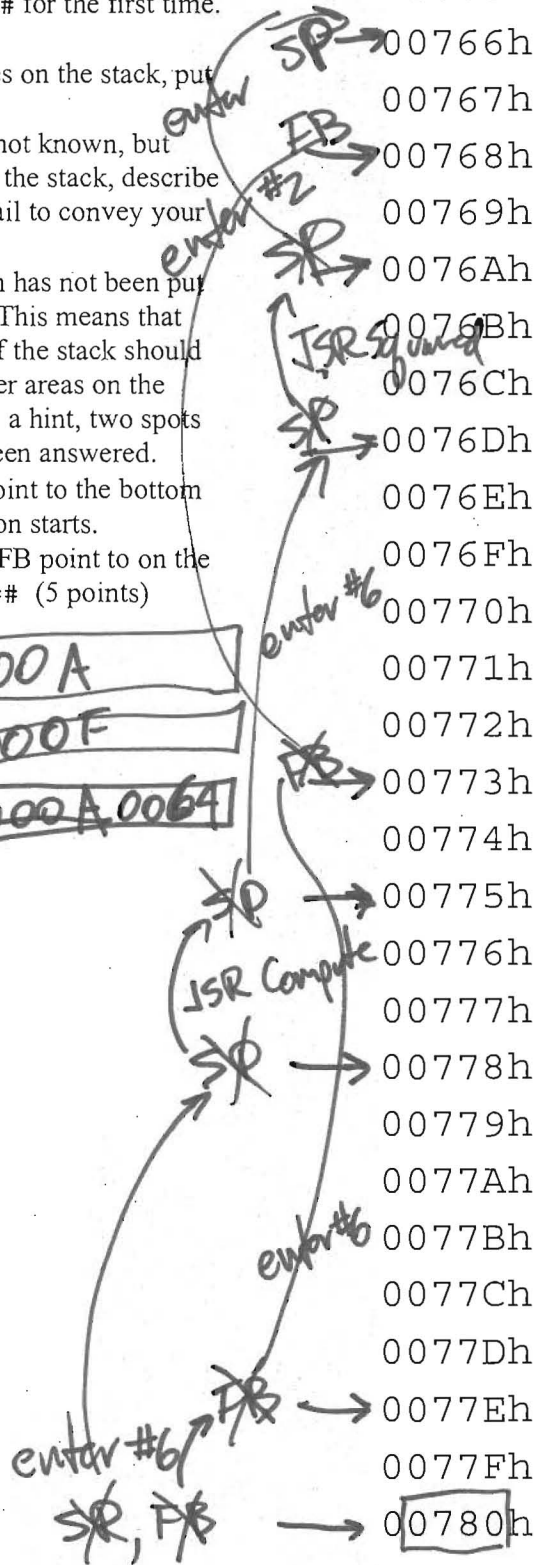 # for the first time.
es on the stack, put
not known, but
the stack, describe
ail to convey your
n has not been put
This means that
f the stack should
er areas on the
a hint, two spots
een answered.
oint to the bottom
on starts.
FB point to on the
# (5 points)
00A
00F
00A 0064
SP → 00766h
enter
00767h
FB → 00768h
enter #2
00769h
SP → 0076Ah
0076Bh
JSR Squared
0076Ch
SP → 0076Dh
0076Eh
0076Fh
enter #6
00770h
00771h
00772h
FB → 00773h
00774h
SP → 00775h
JSR Compute
00776h
00777h
SP → 00778h
00779h
0077Ah
enter #6
0077Bh
0077Ch
0077Dh
FB → 0077Eh
enter #6
0077Fh
SP, FB → 00780h